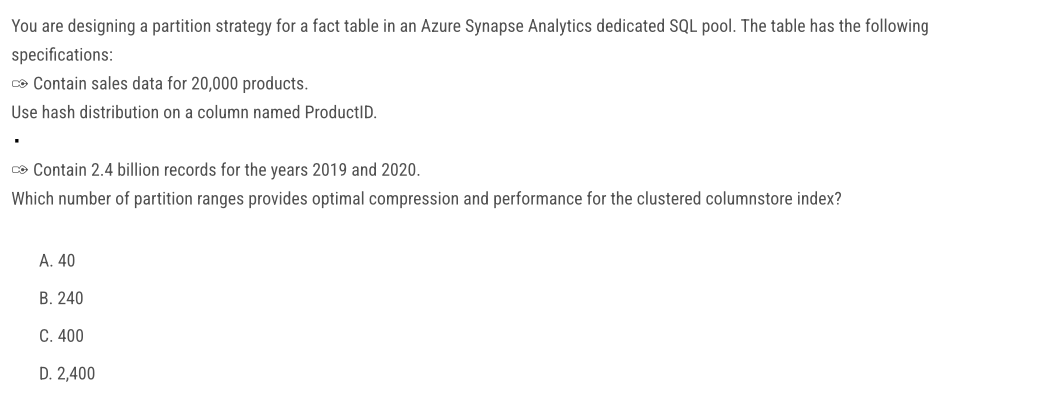 You are designing a partition strategy for a fact table in an Azure Synapse Analytics dedicated SQL pool. The table has the following
specifications:
Contain sales data for 20,000 products.
Use hash distribution on a column named ProductID.
Contain 2.4 billion records for the years 2019 and 2020.
Which number of partition ranges provides optimal compression and performance for the clustered columnstore index?
A. 40
B. 240
C. 400
D. 2,400